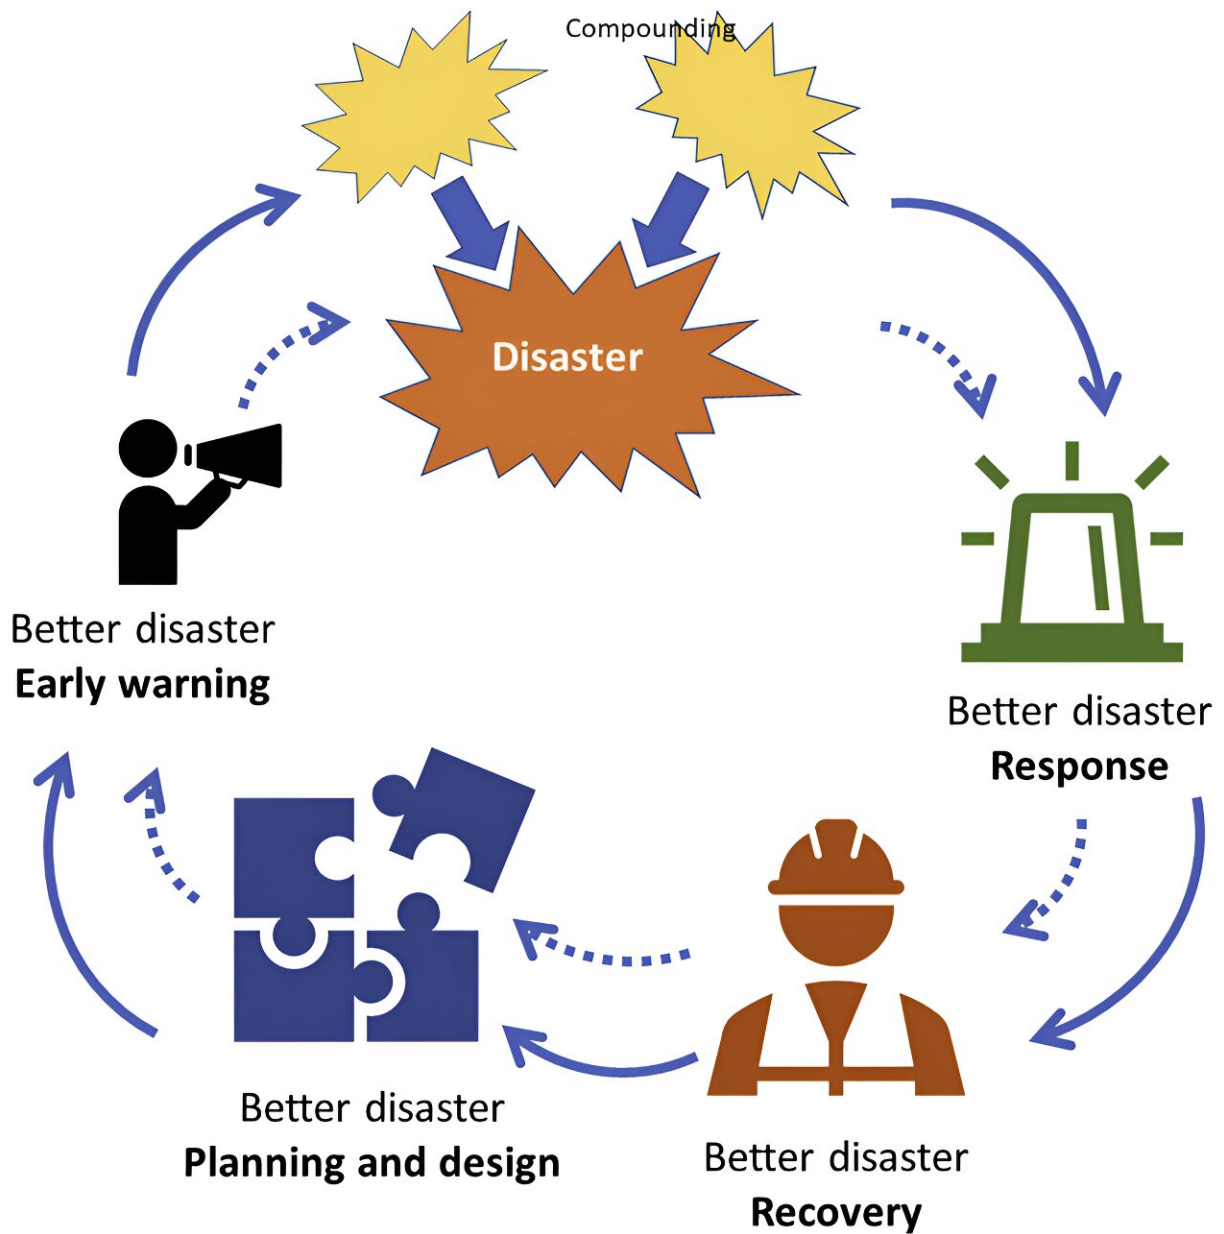 Compounding
Disaster
Better disaster
Early warning
Better disaster
Response
Better disaster
Planning and design
Better disaster
Recovery